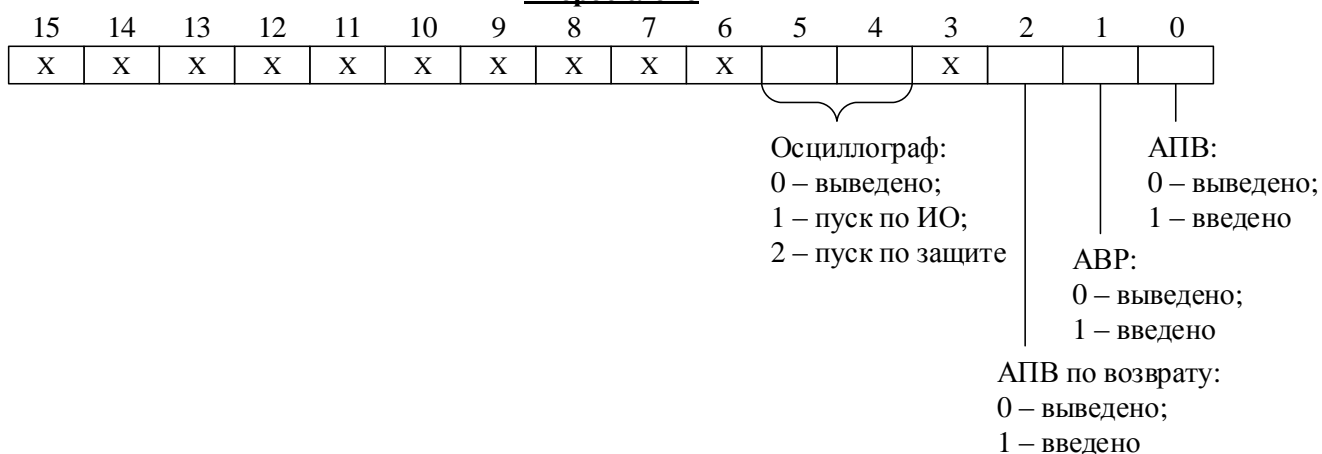 15 14 13 12 11 10 9 8 7 6 5 4 3 2 1 0
X X X X X X X X X X X
Осциллограф:
0 – выведено;
1 – пуск по ИО;
2 – пуск по защите
АПВ:
0 – выведено;
1 – введено
АВР:
0 – выведено;
1 – введено
АПВ по возврату:
0 – выведено;
1 – введено